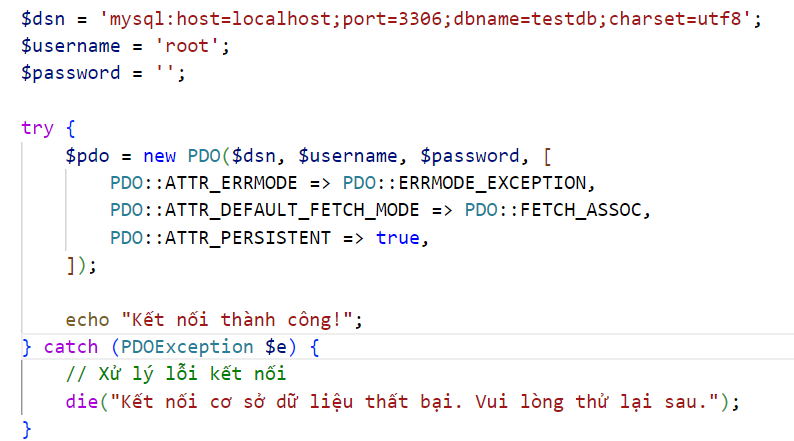 $dsn = 'mysql:host=localhost;port=3306;dbname=testdb;charset=utf8';
$username = 'root';
$password = '';

try {
    $pdo = new PDO($dsn, $username, $password, [
        PDO::ATTR_ERRMODE => PDO::ERRMODE_EXCEPTION,
        PDO::ATTR_DEFAULT_FETCH_MODE => PDO::FETCH_ASSOC,
        PDO::ATTR_PERSISTENT => true,
    ]);

    echo "Kết nối thành công!";
} catch (PDOException $e) {
    // Xử lý lỗi kết nối
    die("Kết nối cơ sở dữ liệu thất bại. Vui lòng thử lại sau.");
}